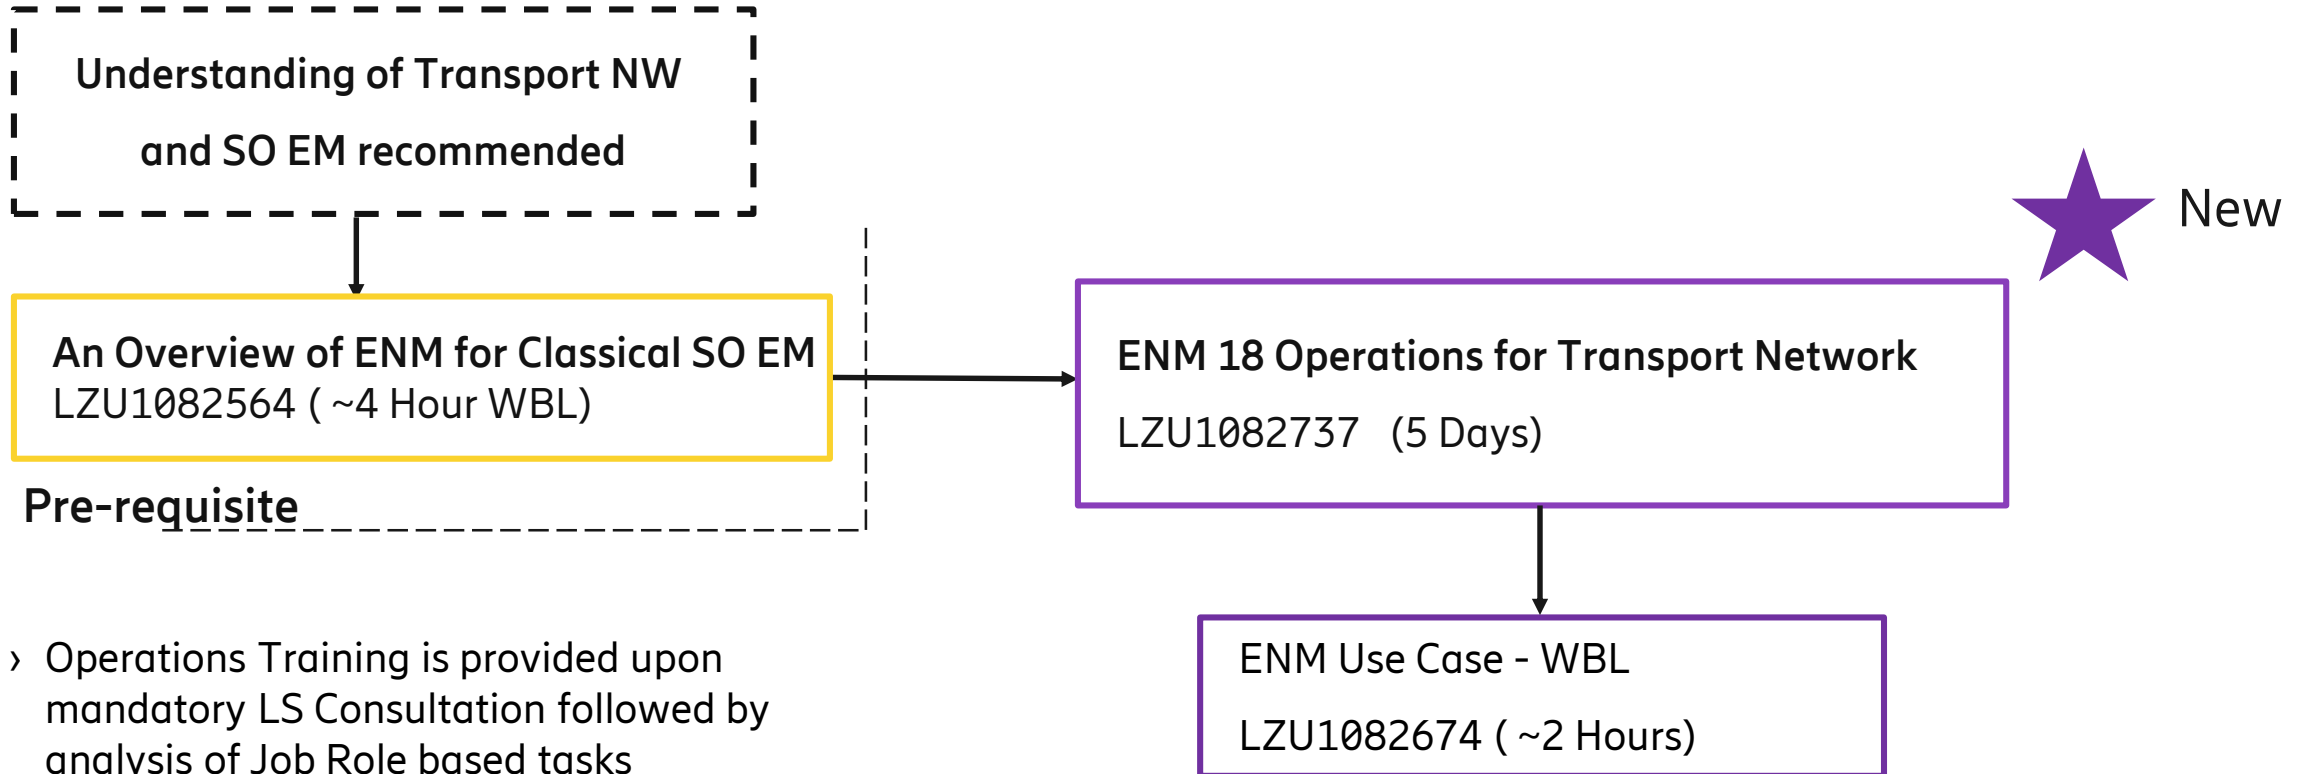 Understanding of Transport NW
and SO EM recommended
New
An Overview of ENM for Classical SO EM
LZU1082564 ( ~4 Hour WBL)
ENM 18 Operations for Transport Network
LZU1082737 (5 Days)
Pre-requisite
› Operations Training is provided upon
mandatory LS Consultation followed by
analysis of Job Role based tasks
ENM Use Case - WBL
LZU1082674 ( ~2 Hours)